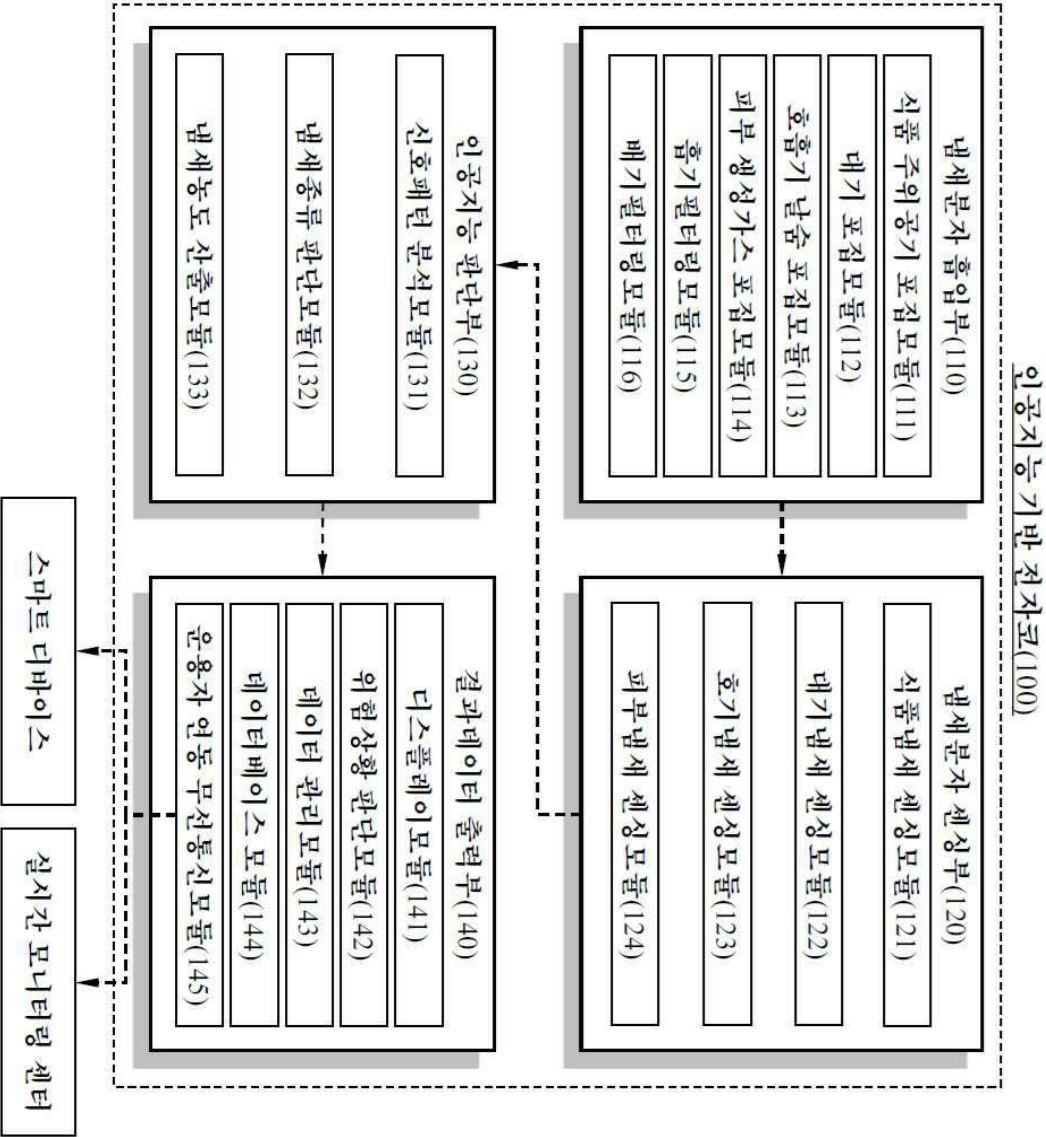 인공지능 기반 전자코(100)
냄새분자 흡입부(110)
식품 주위공기 포집모듈(111)
대기 포집모듈(112)
호흡기 날숨 포집모듈(113)
피부 생성가스 포집모듈(114)
흡기필터링모듈(115)
배기필터링모듈(116)
냄새분자 센싱부(120)
식품냄새 센싱모듈(121)
대기냄새 센싱모듈(122)
호기냄새 센싱모듈(123)
피부냄새 센싱모듈(124)
인공지능 판단부(130)
신호패턴 분석모듈(131)
냄새종류 판단모듈(132)
냄새농도 산출모듈(133)
결과데이터 출력부(140)
디스플레이모듈(141)
위험상황 판단모듈(142)
데이터 관리모듈(143)
데이터베이스 모듈(144)
운용자 연동 무선통신모듈(145)
스마트 디바이스
실시간 모니터링 센터